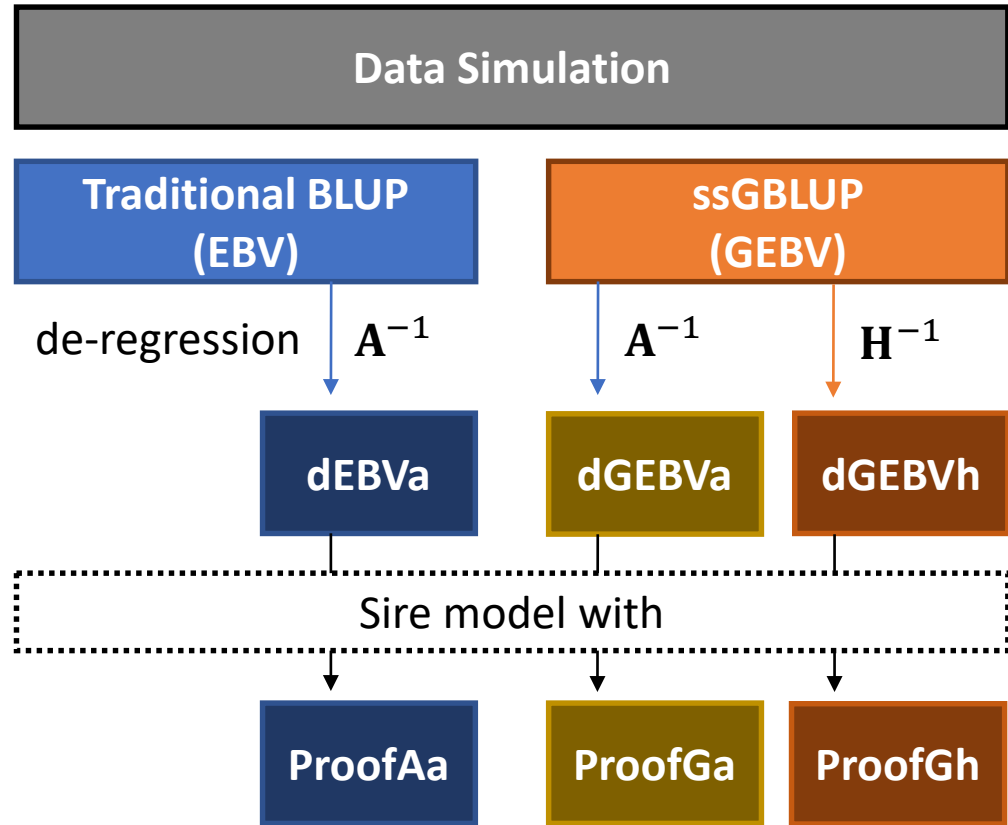 Data Simulation
Traditional BLUP
(EBV)
ssGBLUP
(GEBV)
de-regression 𝐀⁻¹ 𝐀⁻¹ 𝐇⁻¹
dEBVa dGEBVa dGEBVh
Sire model with
ProofAa ProofGa ProofGh